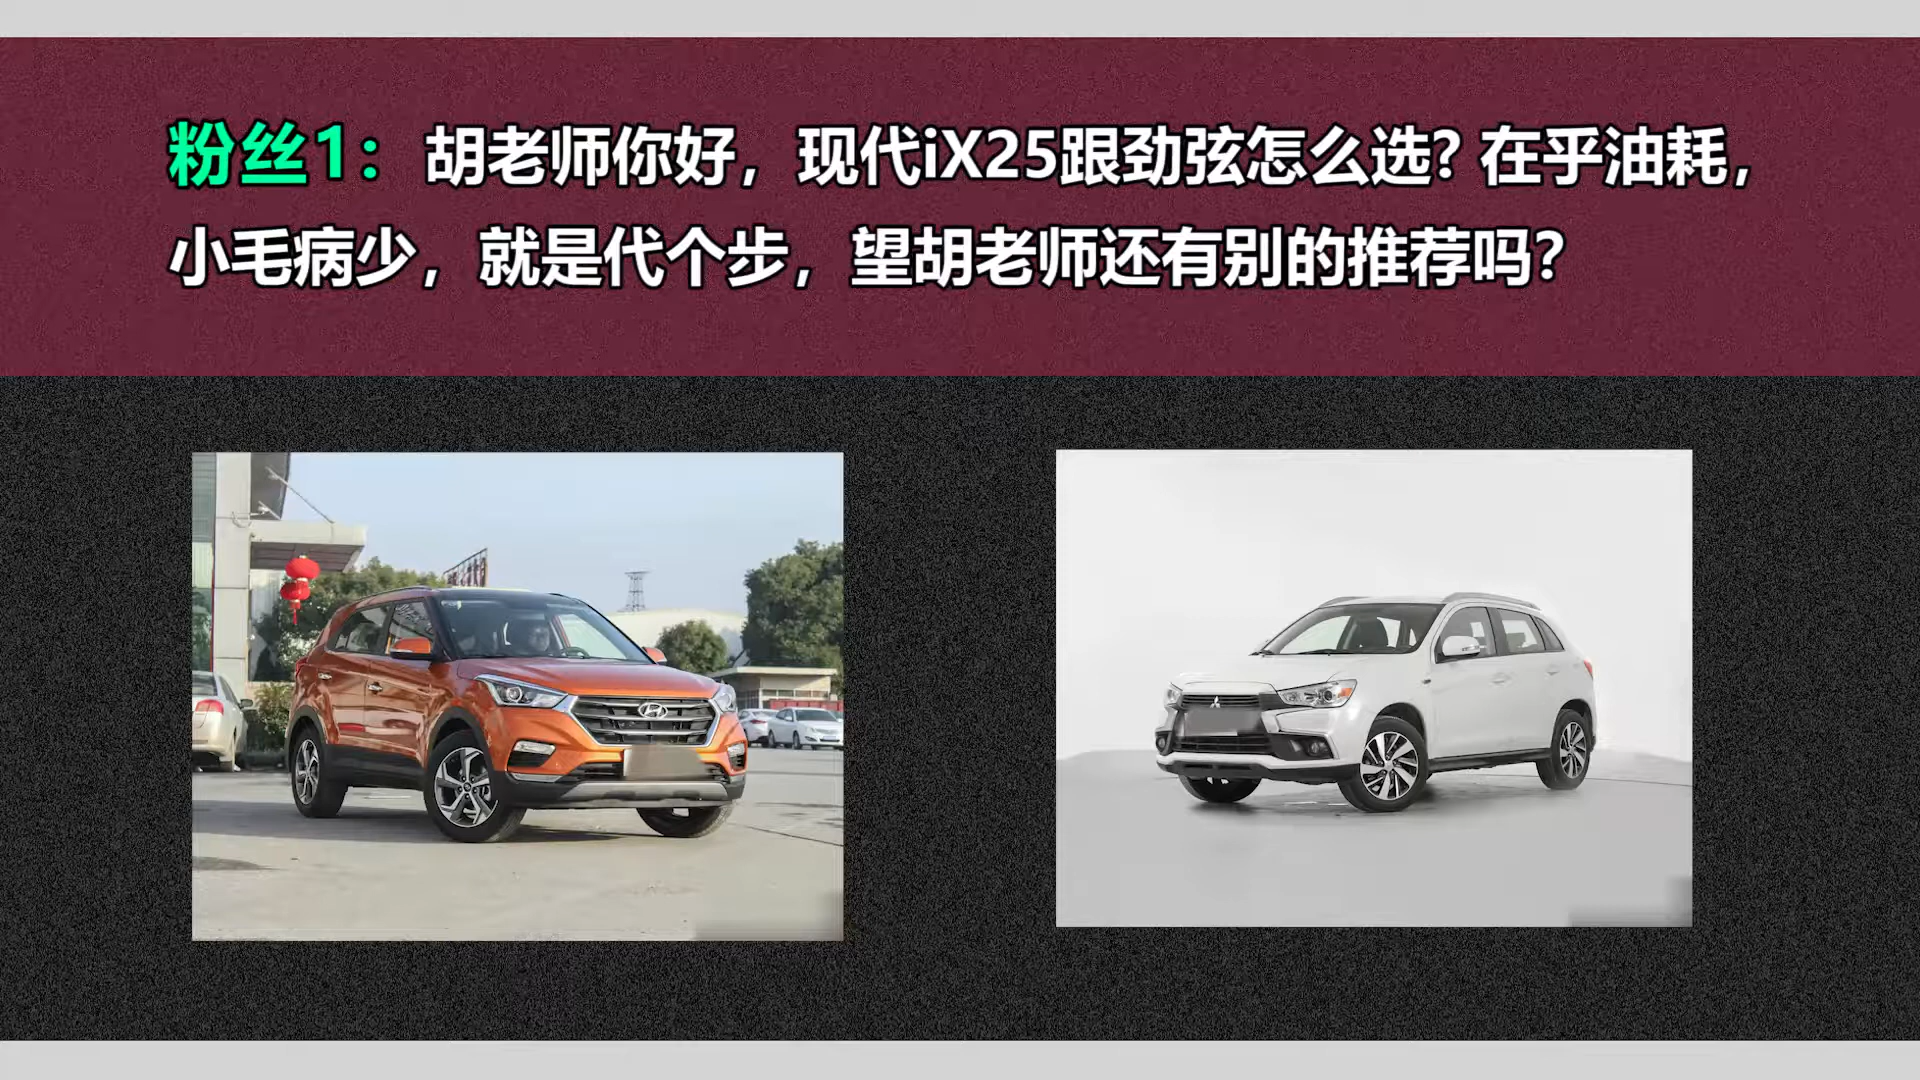 粉丝1：胡老师你好，现代iX25跟劲弦怎么选？在乎油耗，
小毛病少，就是代个步，望胡老师还有别的推荐吗？